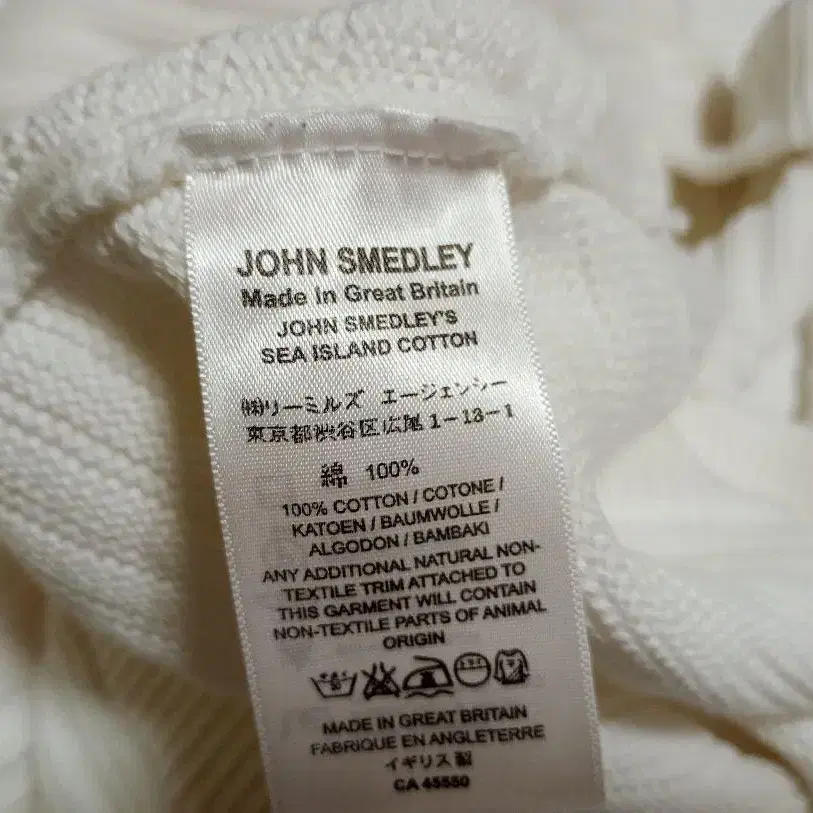 JOHN SMEDLEY
Made in Great Britain
JOHN SMEDLEY'S
SEA ISLAND COTTON
㈱リーミルズ エージェンシー
東京都渋谷区広尾1-13-1
綿 100%
100% COTTON / COTONE /
KATOEN / BAUMWOLLE /
ALGODON / BAMBAKI
ANY ADDITIONAL NATURAL NON-
TEXTILE TRIM ATTACHED TO
THIS GARMENT WILL CONTAIN
NON-TEXTILE PARTS OF ANIMAL
ORIGIN
MADE IN GREAT BRITAIN
FABRIQUE EN ANGLETERRE
イギリス製
CA 45550